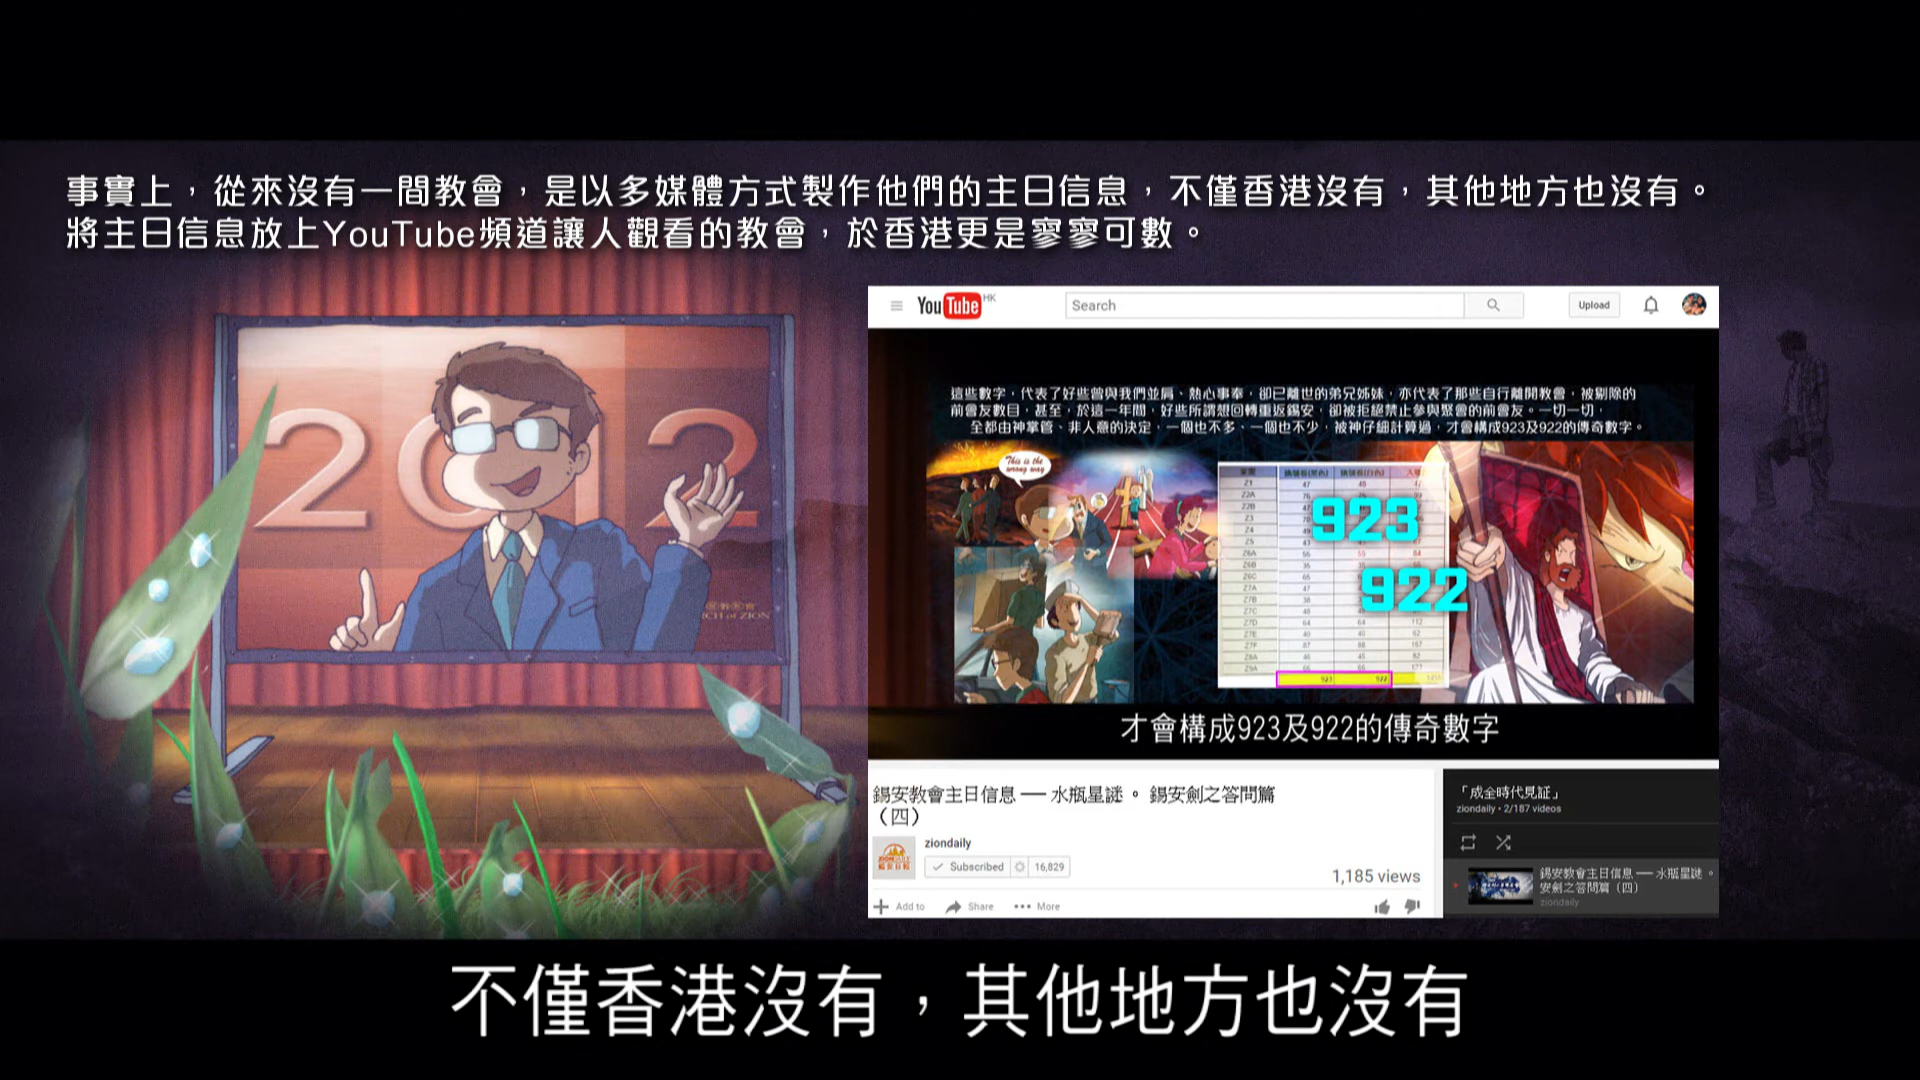 事實上，從來沒有一間教會，是以多媒體方式製作他們的主日信息，不僅香港沒有，其他地方也沒有。
將主日信息放上YouTube頻道讓人觀看的教會，於香港更是寥寥可數。
2012
YouTube HK
Search
Upload
這些數字，代表了好些曾與我們並肩、熱心事奉，卻已離世的弟兄姊妹，亦代表了那些自行離開教會，被剔除的
前會友數目，甚至，於這一年間，好些所謂想回轉重返錫安，卻被拒絕禁止參與聚會的前會友。一切一切，
全都由神掌管、非人意的決定，一個也不多、一個也不少，被神仔細計算過，才會構成923及922的傳奇數字。
This is the
wrong way
923
922
才會構成923及922的傳奇數字
錫安教會主日信息 — 水瓶星謎 。 錫安劍之答問篇
（四）
ziondaily
Subscribed 16,829
1,185 views
Add to Share More
「成全時代見証」
ziondaily • 2/187 videos
錫安教會主日信息 — 水瓶星謎 。
安劍之答問篇（四）
ziondaily
不僅香港沒有，其他地方也沒有